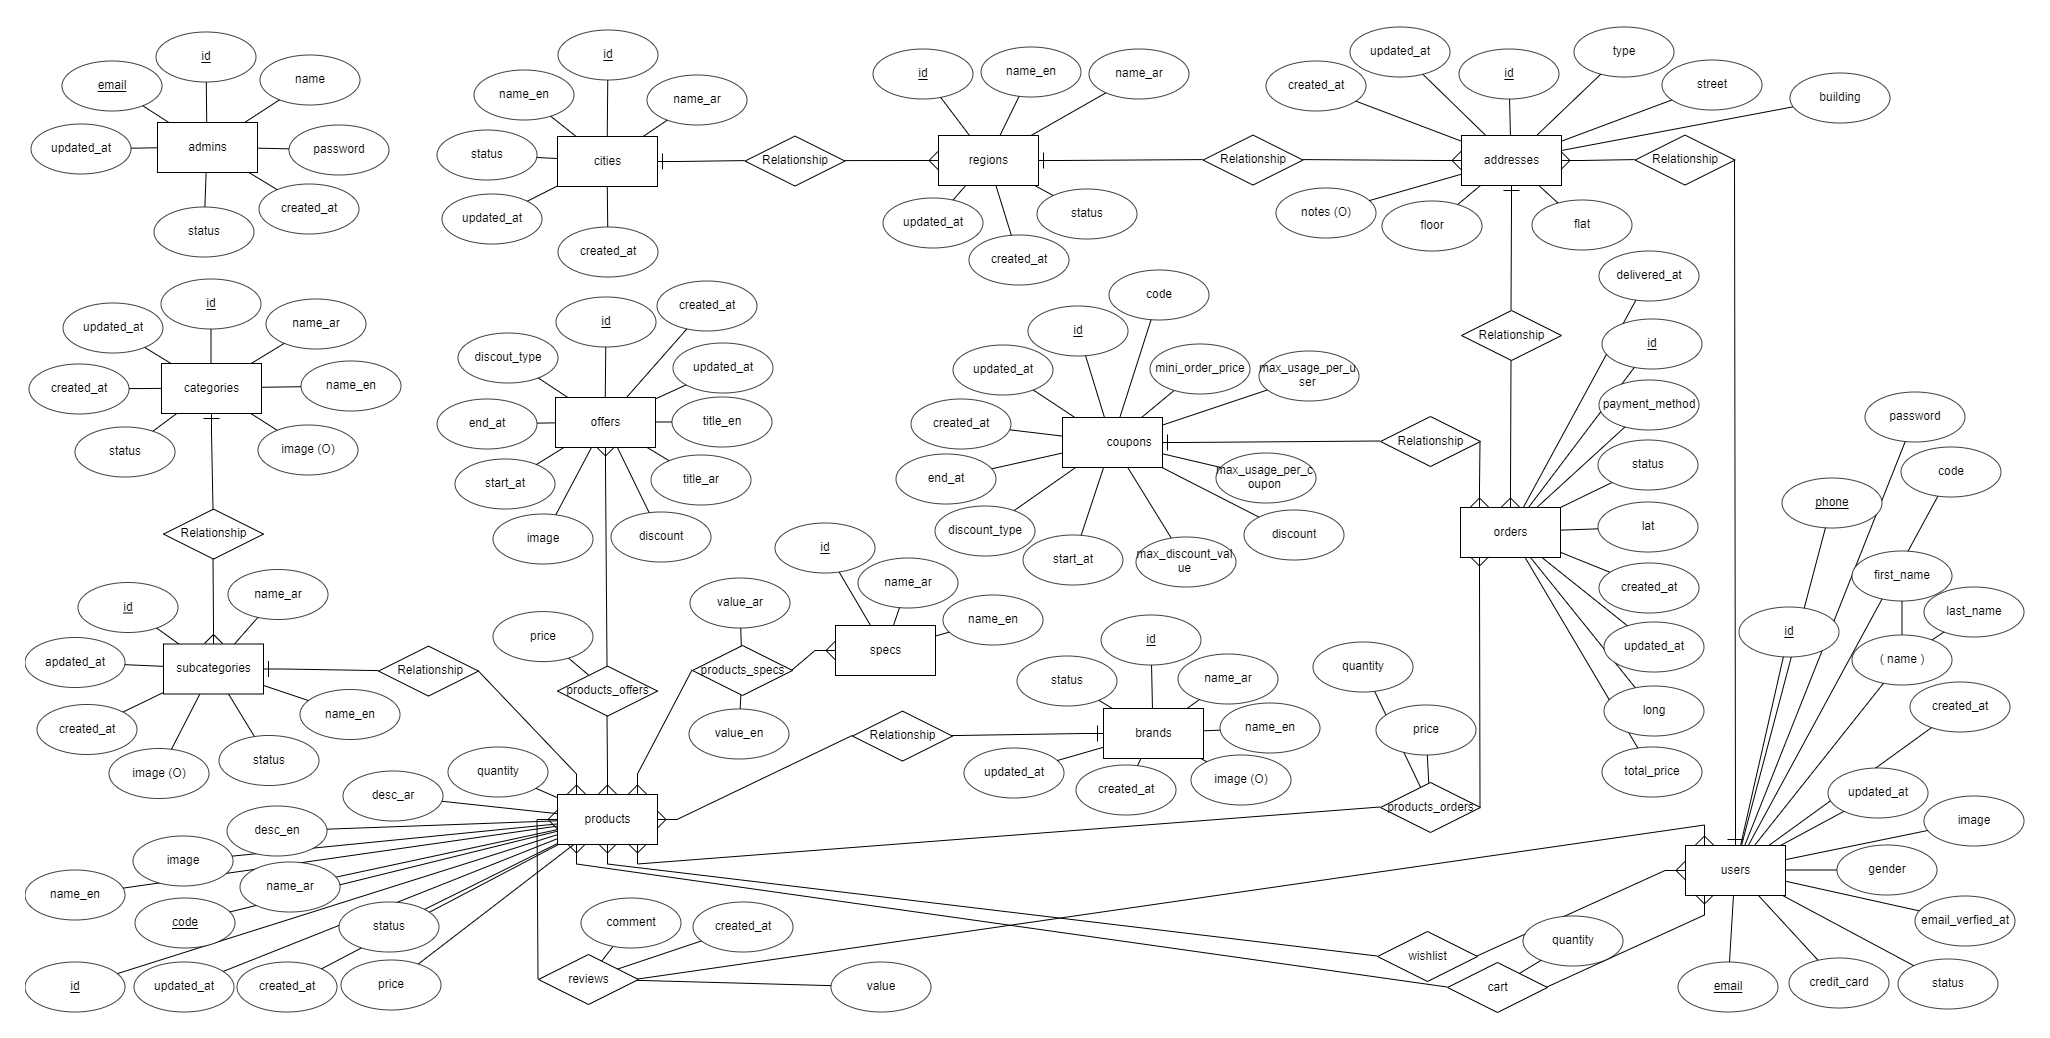 id
email
name
updated_at
admins
password
created_at
status
id
name_en
name_ar
status
cities
updated_at
created_at
Relationship
id
name_en
name_ar
regions
updated_at
status
created_at
Relationship
updated_at
id
type
created_at
street
building
addresses
notes (O)
floor
flat
Relationship
Relationship
id
updated_at
name_ar
created_at
categories
name_en
status
image (O)
Relationship
id
name_ar
apdated_at
subcategories
name_en
created_at
image (O)
status
Relationship
id
created_at
discout_type
updated_at
end_at
offers
title_en
start_at
title_ar
image
discount
price
products_offers
value_ar
products_specs
value_en
id
name_ar
name_en
specs
code
id
updated_at
mini_order_price
max_usage_per_u
ser
created_at
coupons
end_at
max_usage_per_c
oupon
discount_type
discount
start_at
max_discount_val
ue
Relationship
delivered_at
id
payment_method
status
orders
lat
created_at
updated_at
long
total_price
id
status
name_ar
brands
name_en
updated_at
created_at
image (O)
Relationship
quantity
price
products_orders
quantity
desc_ar
products
desc_en
image
name_en
name_ar
code
status
id
updated_at
created_at
price
comment
created_at
reviews
value
wishlist
quantity
cart
password
code
phone
first_name
last_name
id
( name )
created_at
updated_at
image
users
gender
email_verfied_at
email
credit_card
status